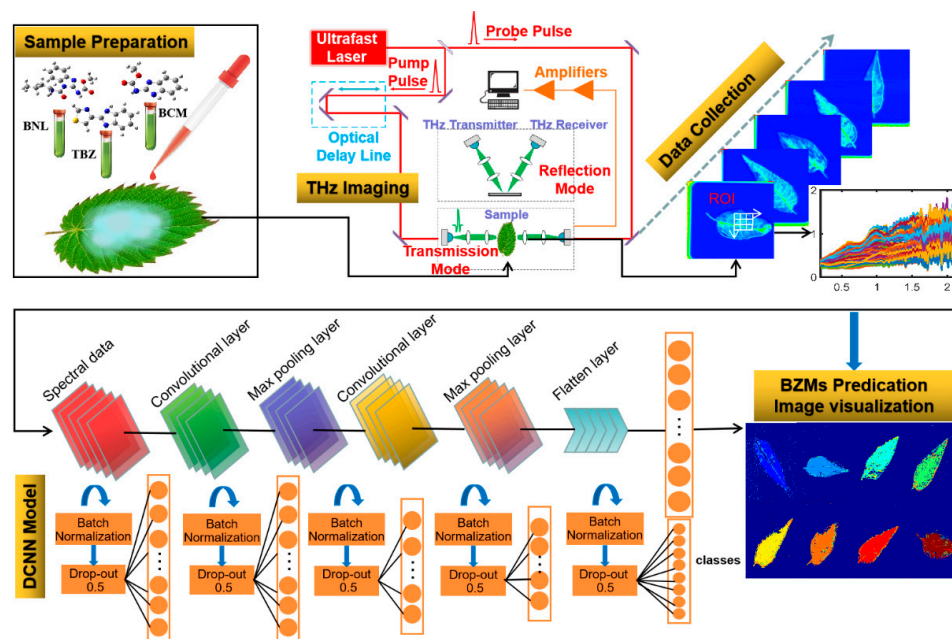 Sample Preparation
BNL
TBZ
BCM
Ultrafast
Laser
Probe Pulse
Pump
Pulse
Optical
Delay Line
THz Imaging
Amplifiers
THz Transmitter
THz Receiver
Reflection
Mode
Sample
Transmission
Mode
Data Collection
ROI
2
1
0
0.5
1
1.5
2
Spectral data
Convolutional layer
Max pooling layer
Convolutional layer
Max pooling layer
Flatten layer
BZMs Predication
Image visualization
DCNN Model
Batch
Normalization
Drop-out
0.5
Batch
Normalization
Drop-out
0.5
Batch
Normalization
Drop-out
0.5
Batch
Normalization
Drop-out
0.5
Batch
Normalization
Drop-out
0.5
classes